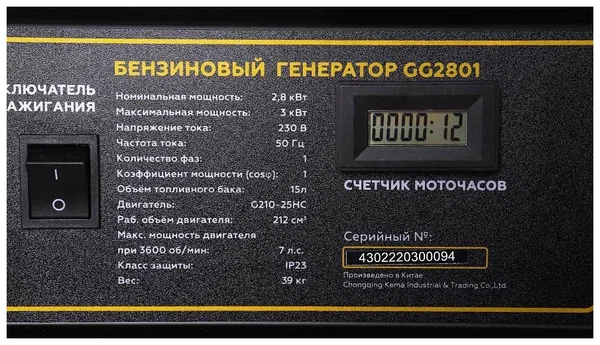 БЕНЗИНОВЫЙ ГЕНЕРАТОР GG2801
КЛЮЧАТЕЛЬ
АЖИГАНИЯ
Номинальная мощность: 2,8 кВт
Максимальная мощность: 3 кВт
Напряжение тока: 230 В
Частота тока: 50 Гц
Количество фаз: 1
Коэффициент мощности (cosφ): 1
Объём топливного бака: 15л
Двигатель: G210-25HC
Раб. объём двигателя: 212 см³
Макс. мощность двигателя
при 3600 об/мин: 7 л.с.
Класс защиты: IP23
Вес: 39 кг
0000:12
СЧЕТЧИК МОТОЧАСОВ
Серийный №:
4302220300094
Произведено в Китае
Chongqing Kema Industrial & Trading Co.,Ltd.
I
O